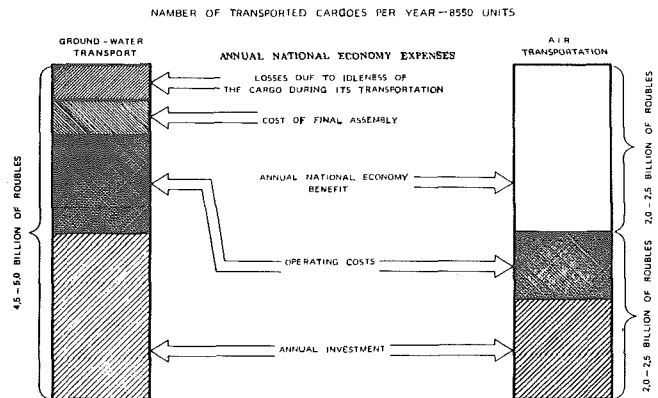 NAMBER OF TRANSPORTED CARGOES PER YEAR—8550 UNITS
GROUND-WATER
TRANSPORT
ANNUAL NATIONAL ECONOMY EXPENSES
AIR
TRANSPORTATION
LOSSES DUE TO IDLENESS OF
THE CARGO DURING ITS TRANSPORTATION
COST OF FINAL ASSEMBLY
ANNUAL NATIONAL ECONOMY
BENEFIT
OPERATING COSTS
ANNUAL INVESTMENT
4,5 – 5,0 BILLION OF ROUBLES
2,0 – 2,5 BILLION OF ROUBLES
2,0 – 2,5 BILLION OF ROUBLES